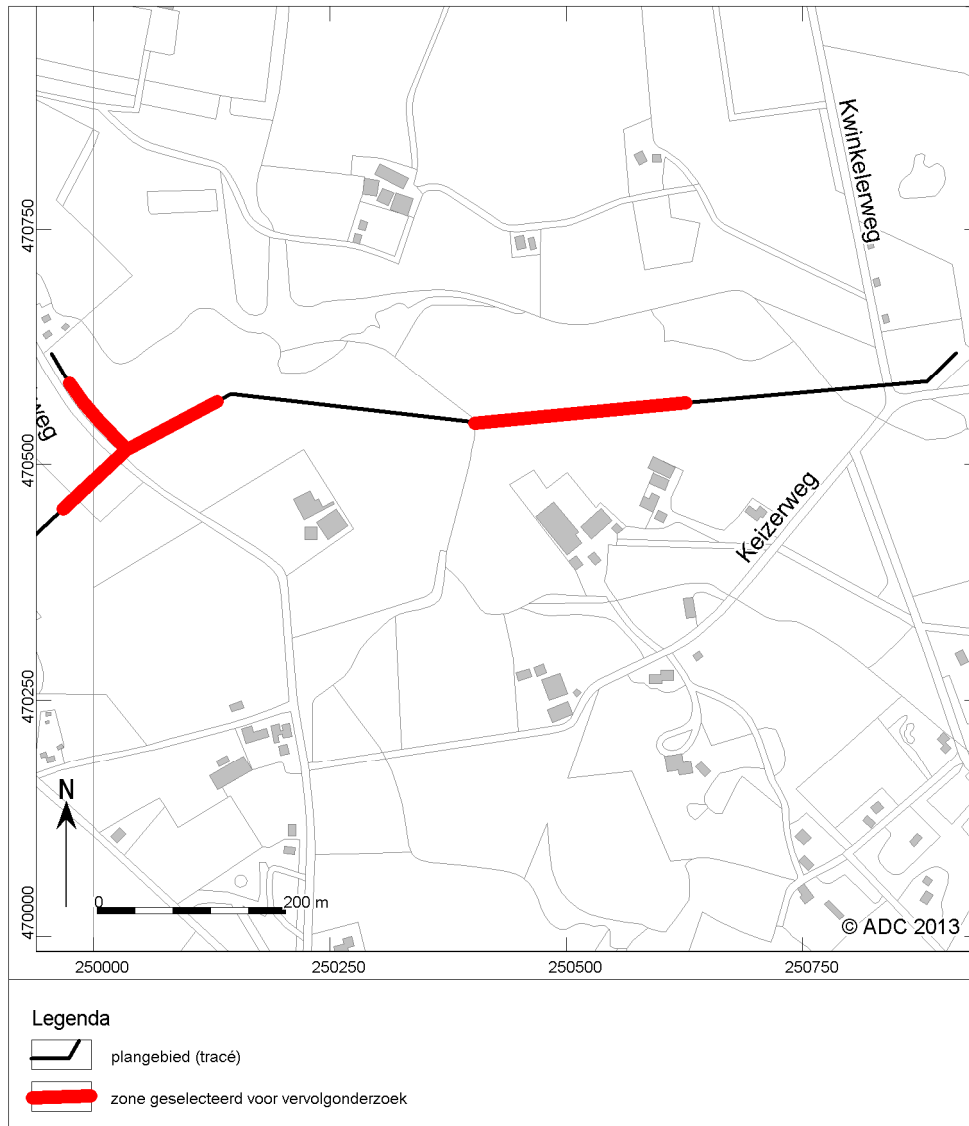 Kwinkelerweg
470750
weg
470500
Keizerweg
470250
N
0
200 m
470000
© ADC 2013
250000
250250
250500
250750
Legenda
plangebied (tracé)
zone geselecteerd voor vervolgonderzoek